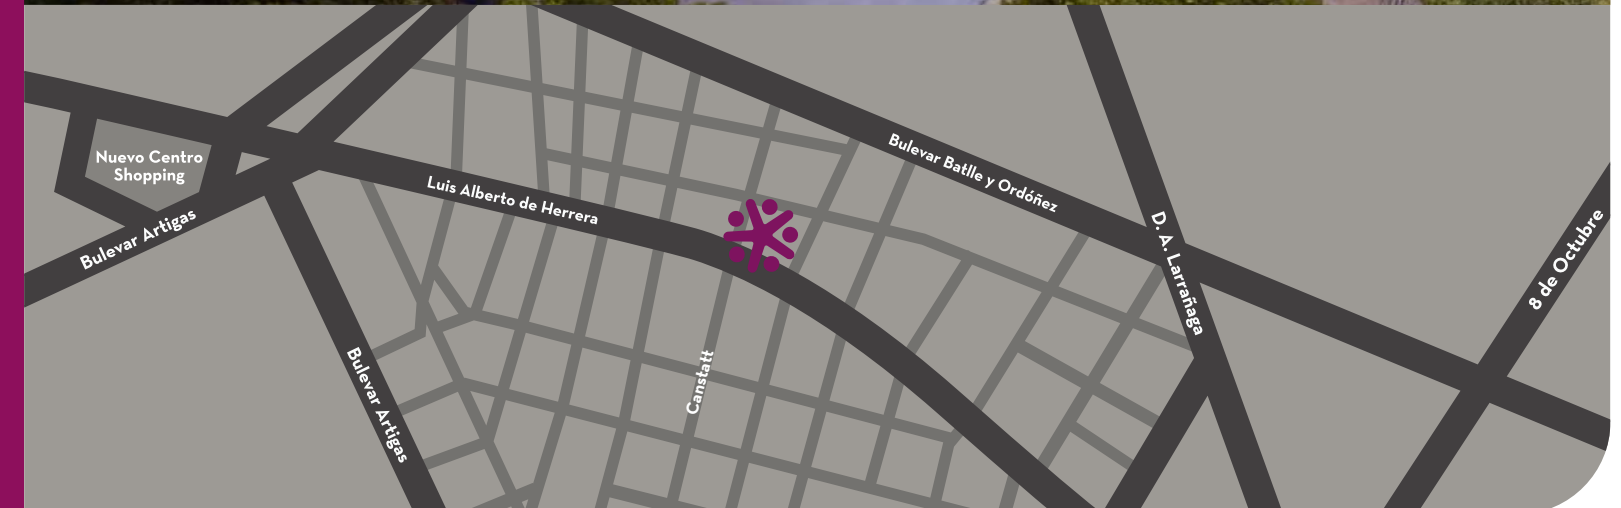 Nuevo Centro
Shopping
Bulevar Artigas
Luis Alberto de Herrera
Bulevar Batlle y Ordóñez
D. A. Larrañaga
8 de Octubre
Bulevar Artigas
Canstatt